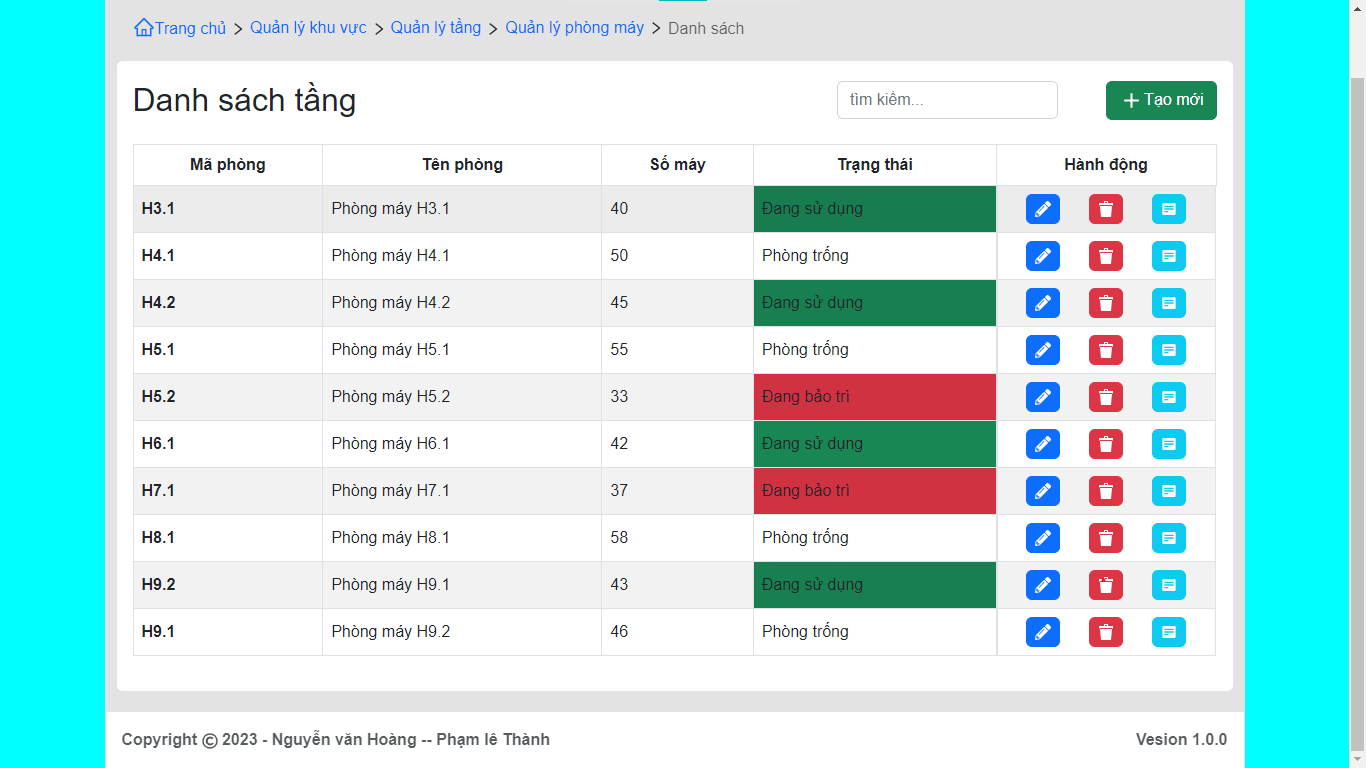 Trang chủ > Quản lý khu vực > Quản lý tầng > Quản lý phòng máy > Danh sách
Danh sách tầng tìm kiếm... + Tạo mới
Mã phòng Tên phòng Số máy Trạng thái Hành động
H3.1 Phòng máy H3.1 40 Đang sử dụng
H4.1 Phòng máy H4.1 50 Phòng trống
H4.2 Phòng máy H4.2 45 Đang sử dụng
H5.1 Phòng máy H5.1 55 Phòng trống
H5.2 Phòng máy H5.2 33 Đang bảo trì
H6.1 Phòng máy H6.1 42 Đang sử dụng
H7.1 Phòng máy H7.1 37 Đang bảo trì
H8.1 Phòng máy H8.1 58 Phòng trống
H9.2 Phòng máy H9.1 43 Đang sử dụng
H9.1 Phòng máy H9.2 46 Phòng trống
Copyright © 2023 - Nguyễn văn Hoàng -- Phạm lê Thành Vesion 1.0.0